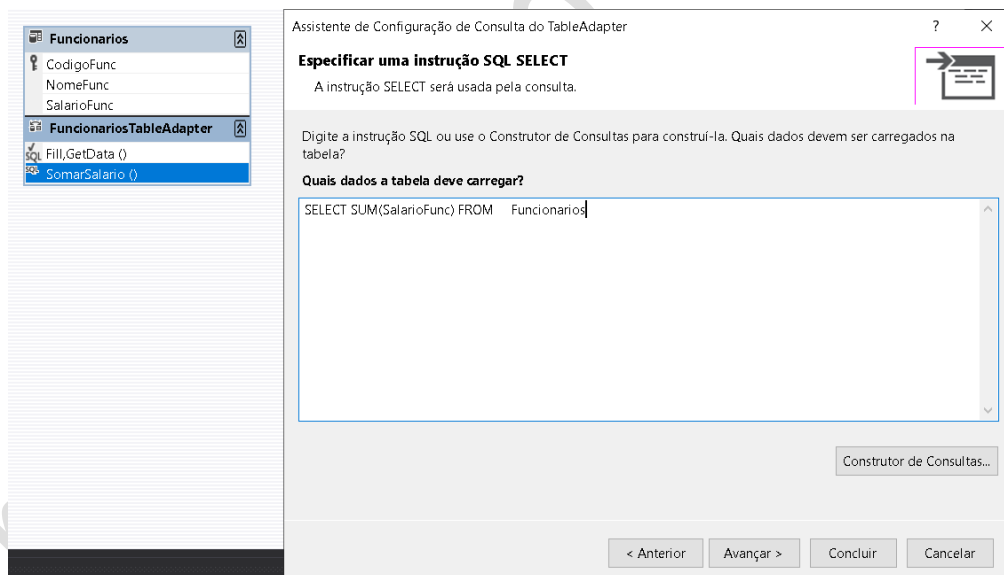 Funcionarios
CodigoFunc
NomeFunc
SalarioFunc
FuncionariosTableAdapter
SQL Fill,GetData ()
SQL SomarSalario ()
Assistente de Configuração de Consulta do TableAdapter ? ×
Especificar uma instrução SQL SELECT
A instrução SELECT será usada pela consulta.
Digite a instrução SQL ou use o Construtor de Consultas para construí-la. Quais dados devem ser carregados na
tabela?
Quais dados a tabela deve carregar?
SELECT SUM(SalarioFunc) FROM Funcionarios
Construtor de Consultas...
< Anterior
Avançar >
Concluir
Cancelar